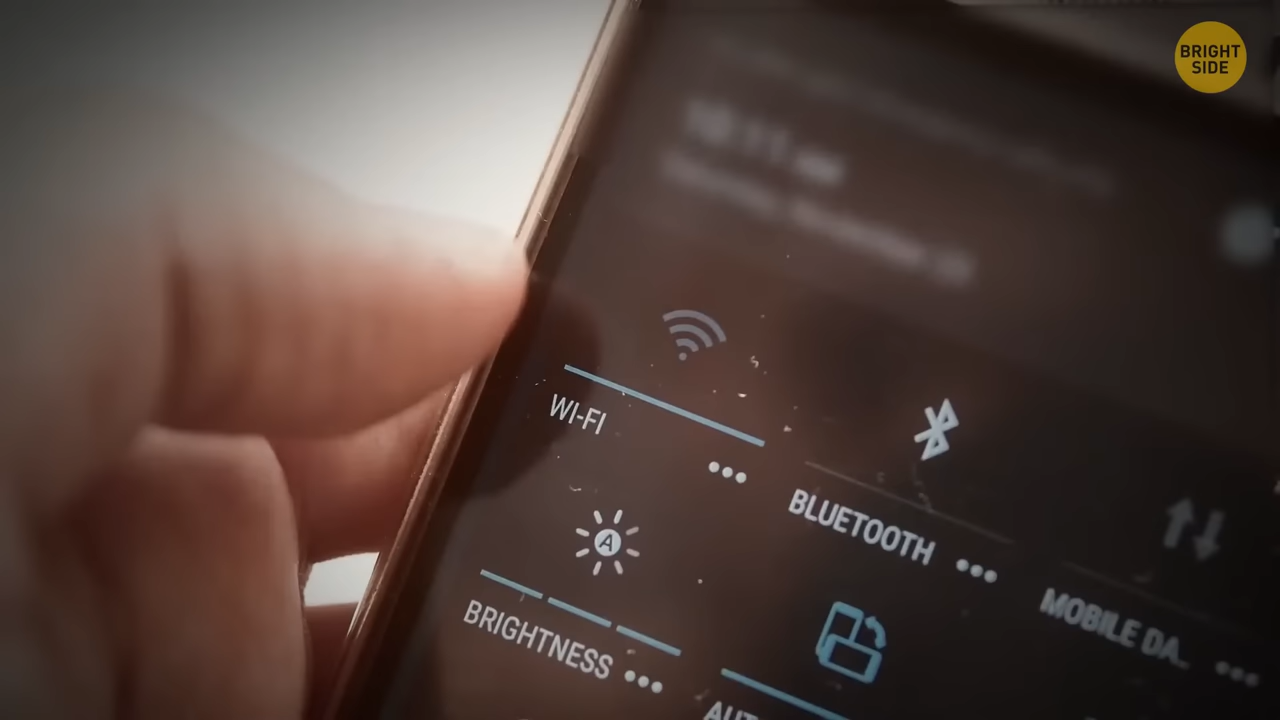 BRIGHT
SIDE
WI-FI
BLUETOOTH
MOBILE DA..
A
BRIGHTNESS